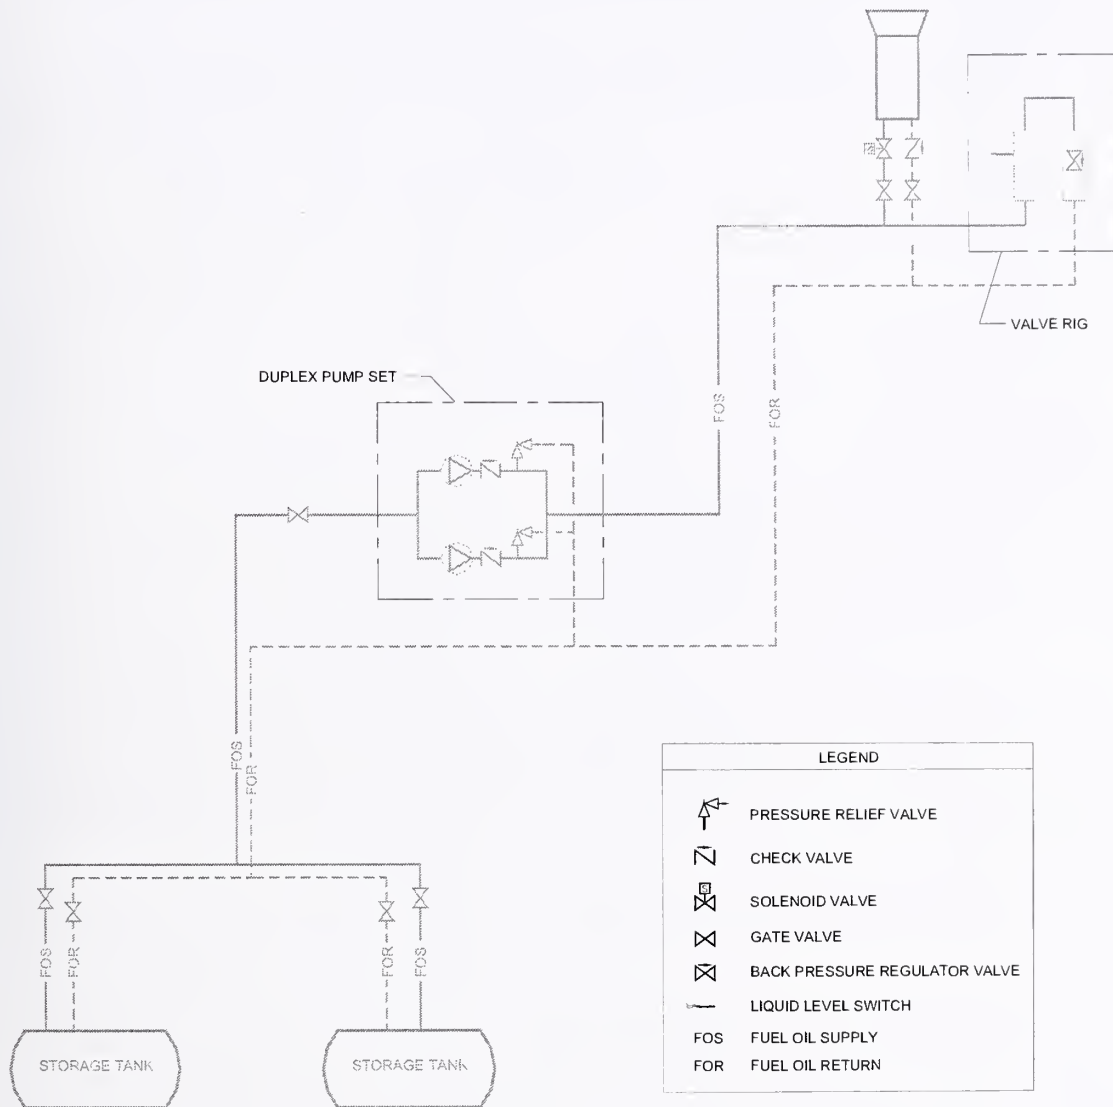 VALVE RIG
DUPLEX PUMP SET
FOS
FOR
FOS
FOR
FOS
FOR
FOR
FOS
STORAGE TANK
STORAGE TANK
LEGEND
PRESSURE RELIEF VALVE
CHECK VALVE
S
SOLENOID VALVE
GATE VALVE
BACK PRESSURE REGULATOR VALVE
LIQUID LEVEL SWITCH
FOS FUEL OIL SUPPLY
FOR FUEL OIL RETURN